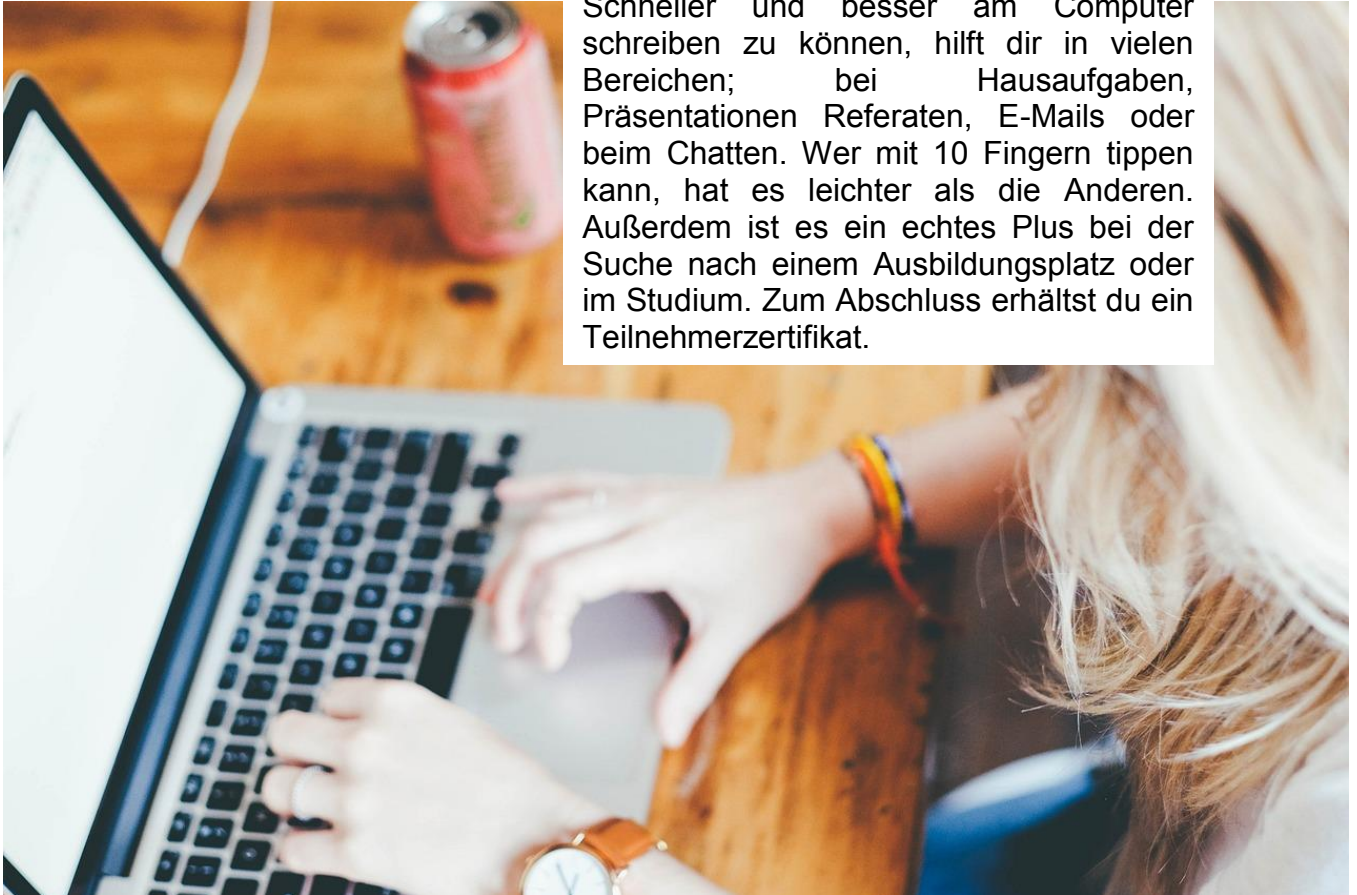 Schneller und besser am Computer
schreiben zu können, hilft dir in vielen
Bereichen; bei Hausaufgaben,
Präsentationen Referaten, E-Mails oder
beim Chatten. Wer mit 10 Fingern tippen
kann, hat es leichter als die Anderen.
Außerdem ist es ein echtes Plus bei der
Suche nach einem Ausbildungsplatz oder
im Studium. Zum Abschluss erhältst du ein
Teilnehmerzertifikat.